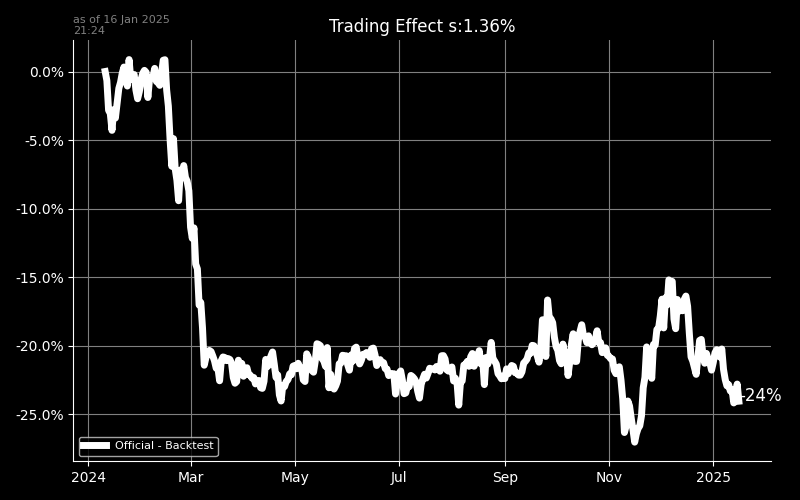 as of 16 Jan 2025
21:24
Trading Effect s:1.36%
0.0%
-5.0%
-10.0%
-15.0%
-20.0%
-25.0%
-24%
Official - Backtest
2024 Mar May Jul Sep Nov 2025